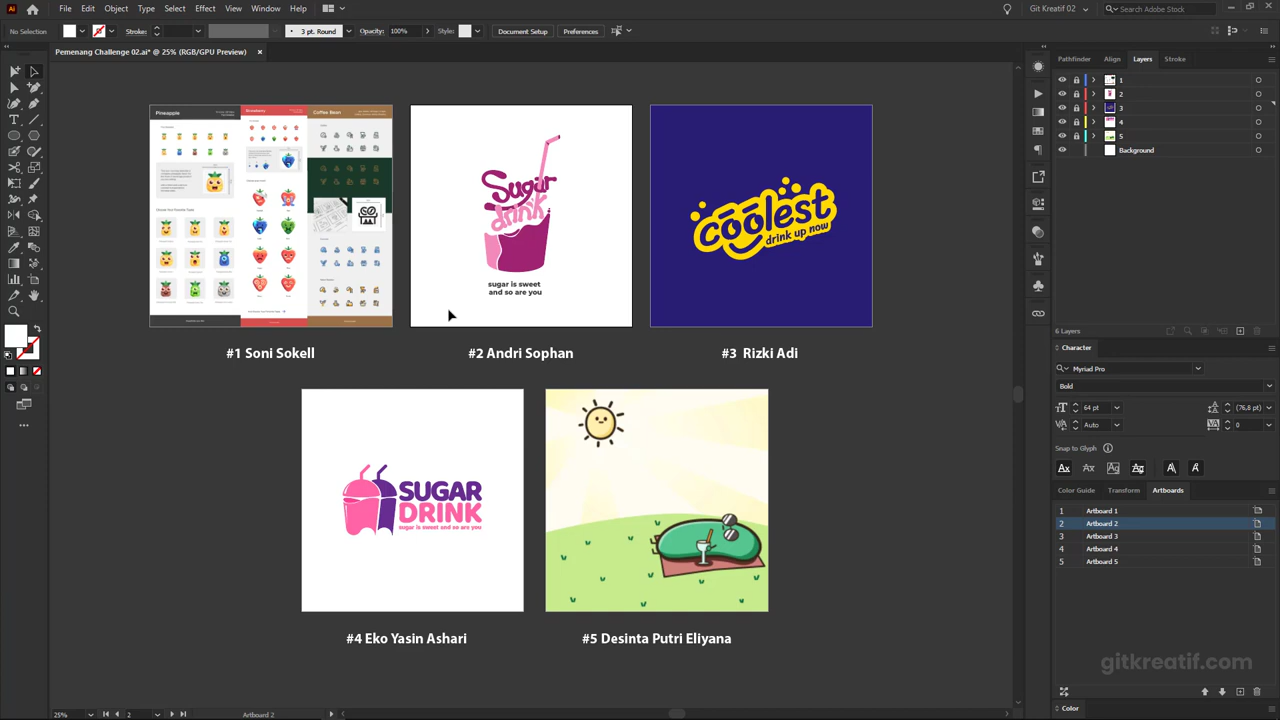 File Edit Object Type Select Effect View Window Help
Git Kreatif 02
Search Adobe Stock
No Selection
Stroke:
3 pt. Round
Opacity: 100%
Style:
Document Setup
Preferences
Pemenang Challenge 02.ai* @ 25% (RGB/GPU Preview)
Pathfinder Align Layers Stroke
1
2
3
4
5
Background
6 Layers
Character
Myriad Pro
Bold
64 pt
(76.8 pt)
Auto
0
Snap to Glyph
Color Guide Transform Artboards
1 Artboard 1
2 Artboard 2
3 Artboard 3
4 Artboard 4
5 Artboard 5
Color
Pineapple
Strawberry
Coffee Bean
SO
Sugar
drink
sugar is sweet
and so are you
coolest
drink up now
#1 Soni Sokell
#2 Andri Sophan
#3 Rizki Adi
SUGAR
DRINK
sugar is sweet and so are you
#4 Eko Yasin Ashari
#5 Desinta Putri Eliyana
gitkreatif.com
25%
2
Artboard 2